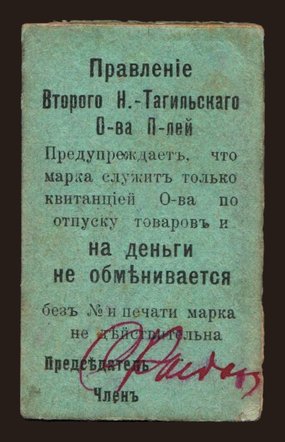 Правленіе
Второго Н.-Тагильскаго
О-ва П-лей
Предупреждаетъ, что
марка служитъ только
квитанціей О-ва по
отпуску товаровъ и
на деньги
не обмѣнивается
безъ № и печати марка
не дѣйствительна
Предсѣдатель
Членъ